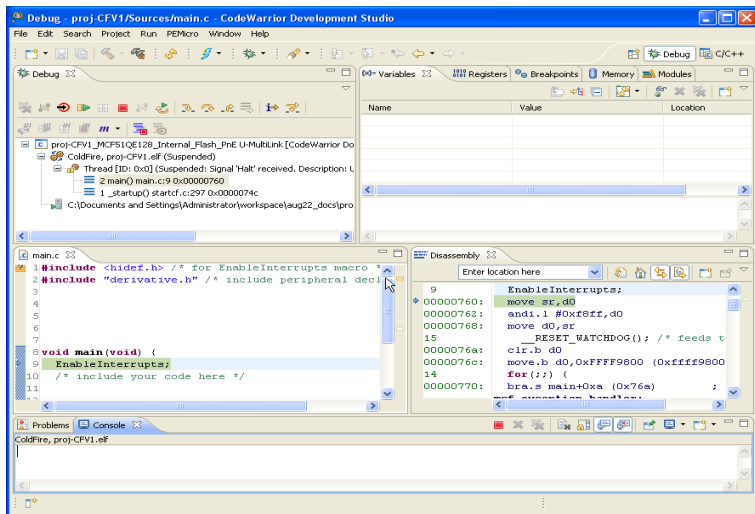 Debug - proj-CFV1/Sources/main.c - CodeWarrior Development Studio
File Edit Search Project Run PEMicro Window Help
Debug C/C++
Debug
proj-CFV1_MCF51QE128_Internal_Flash_PnE U-MultiLink [CodeWarrior Do
ColdFire, proj-CFV1.elf (Suspended)
Thread [ID: 0x0] (Suspended: Signal 'Halt' received. Description: U
2 main() main.c:9 0x00000760
1 _startup() startcf.c:297 0x0000074c
C:\Documents and Settings\Administrator\workspace\aug22_docs\pro
(x)= Variables Registers Breakpoints Memory Modules
Name Value Location
main.c
1 #include <hidef.h> /* for EnableInterrupts macro *
2 #include "derivative.h" /* include peripheral decl
3
4
5
6
7
8 void main(void) {
9 EnableInterrupts;
10 /* include your code here */
11
12
Disassembly
Enter location here
9 EnableInterrupts;
00000760: move sr,d0
00000762: andi.l #0xf8ff,d0
00000768: move d0,sr
15 __RESET_WATCHDOG(); /* feeds t
0000076a: clr.b d0
0000076c: move.b d0,0xFFFF9800 (0xffff9800
14 for(;;) {
00000770: bra.s main+0xa (0x76a) ;
mcf_exception_handler:
Problems Console
ColdFire, proj-CFV1.elf